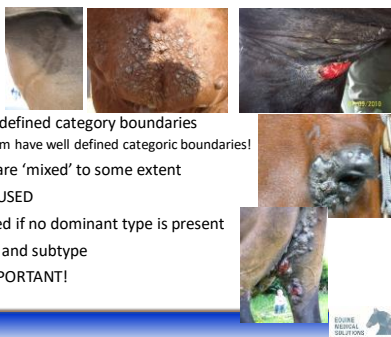 defined category boundaries
m have well defined categoric boundaries!
are ‘mixed’ to some extent
USED
ed if no dominant type is present
and subtype
PORTANT!
EQUINE
MEDICAL
SOLUTIONS